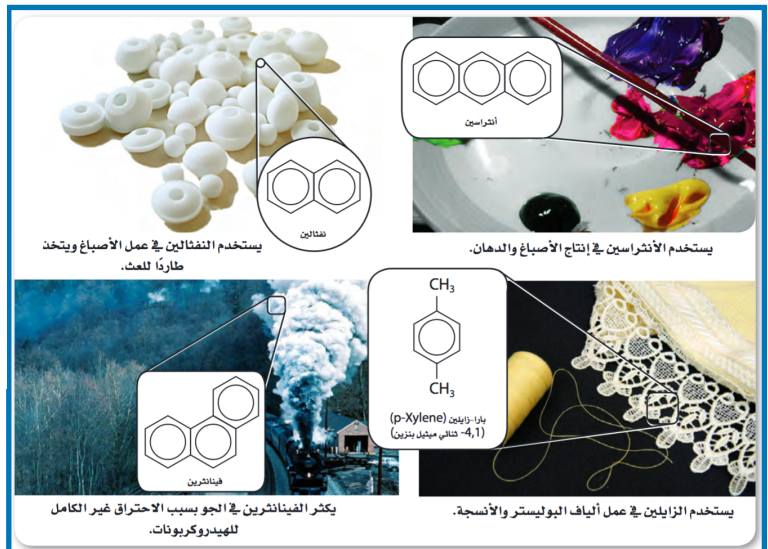 أنثراسين
يستخدم الأنثراسين في إنتاج الأصباغ والدهان.
نفثالين
يستخدم النفثالين في عمل الأصباغ ويتخذ
طاردًا للعث.
CH₃
CH₃
بارا-زايلين (p-Xylene)
(4,1- ثنائي ميثيل بنزين)
يستخدم الزايلين في عمل ألياف البوليستر والأنسجة.
فينانثرين
يكثر الفينانثرين في الجو بسبب الاحتراق غير الكامل
للهيدروكربونات.